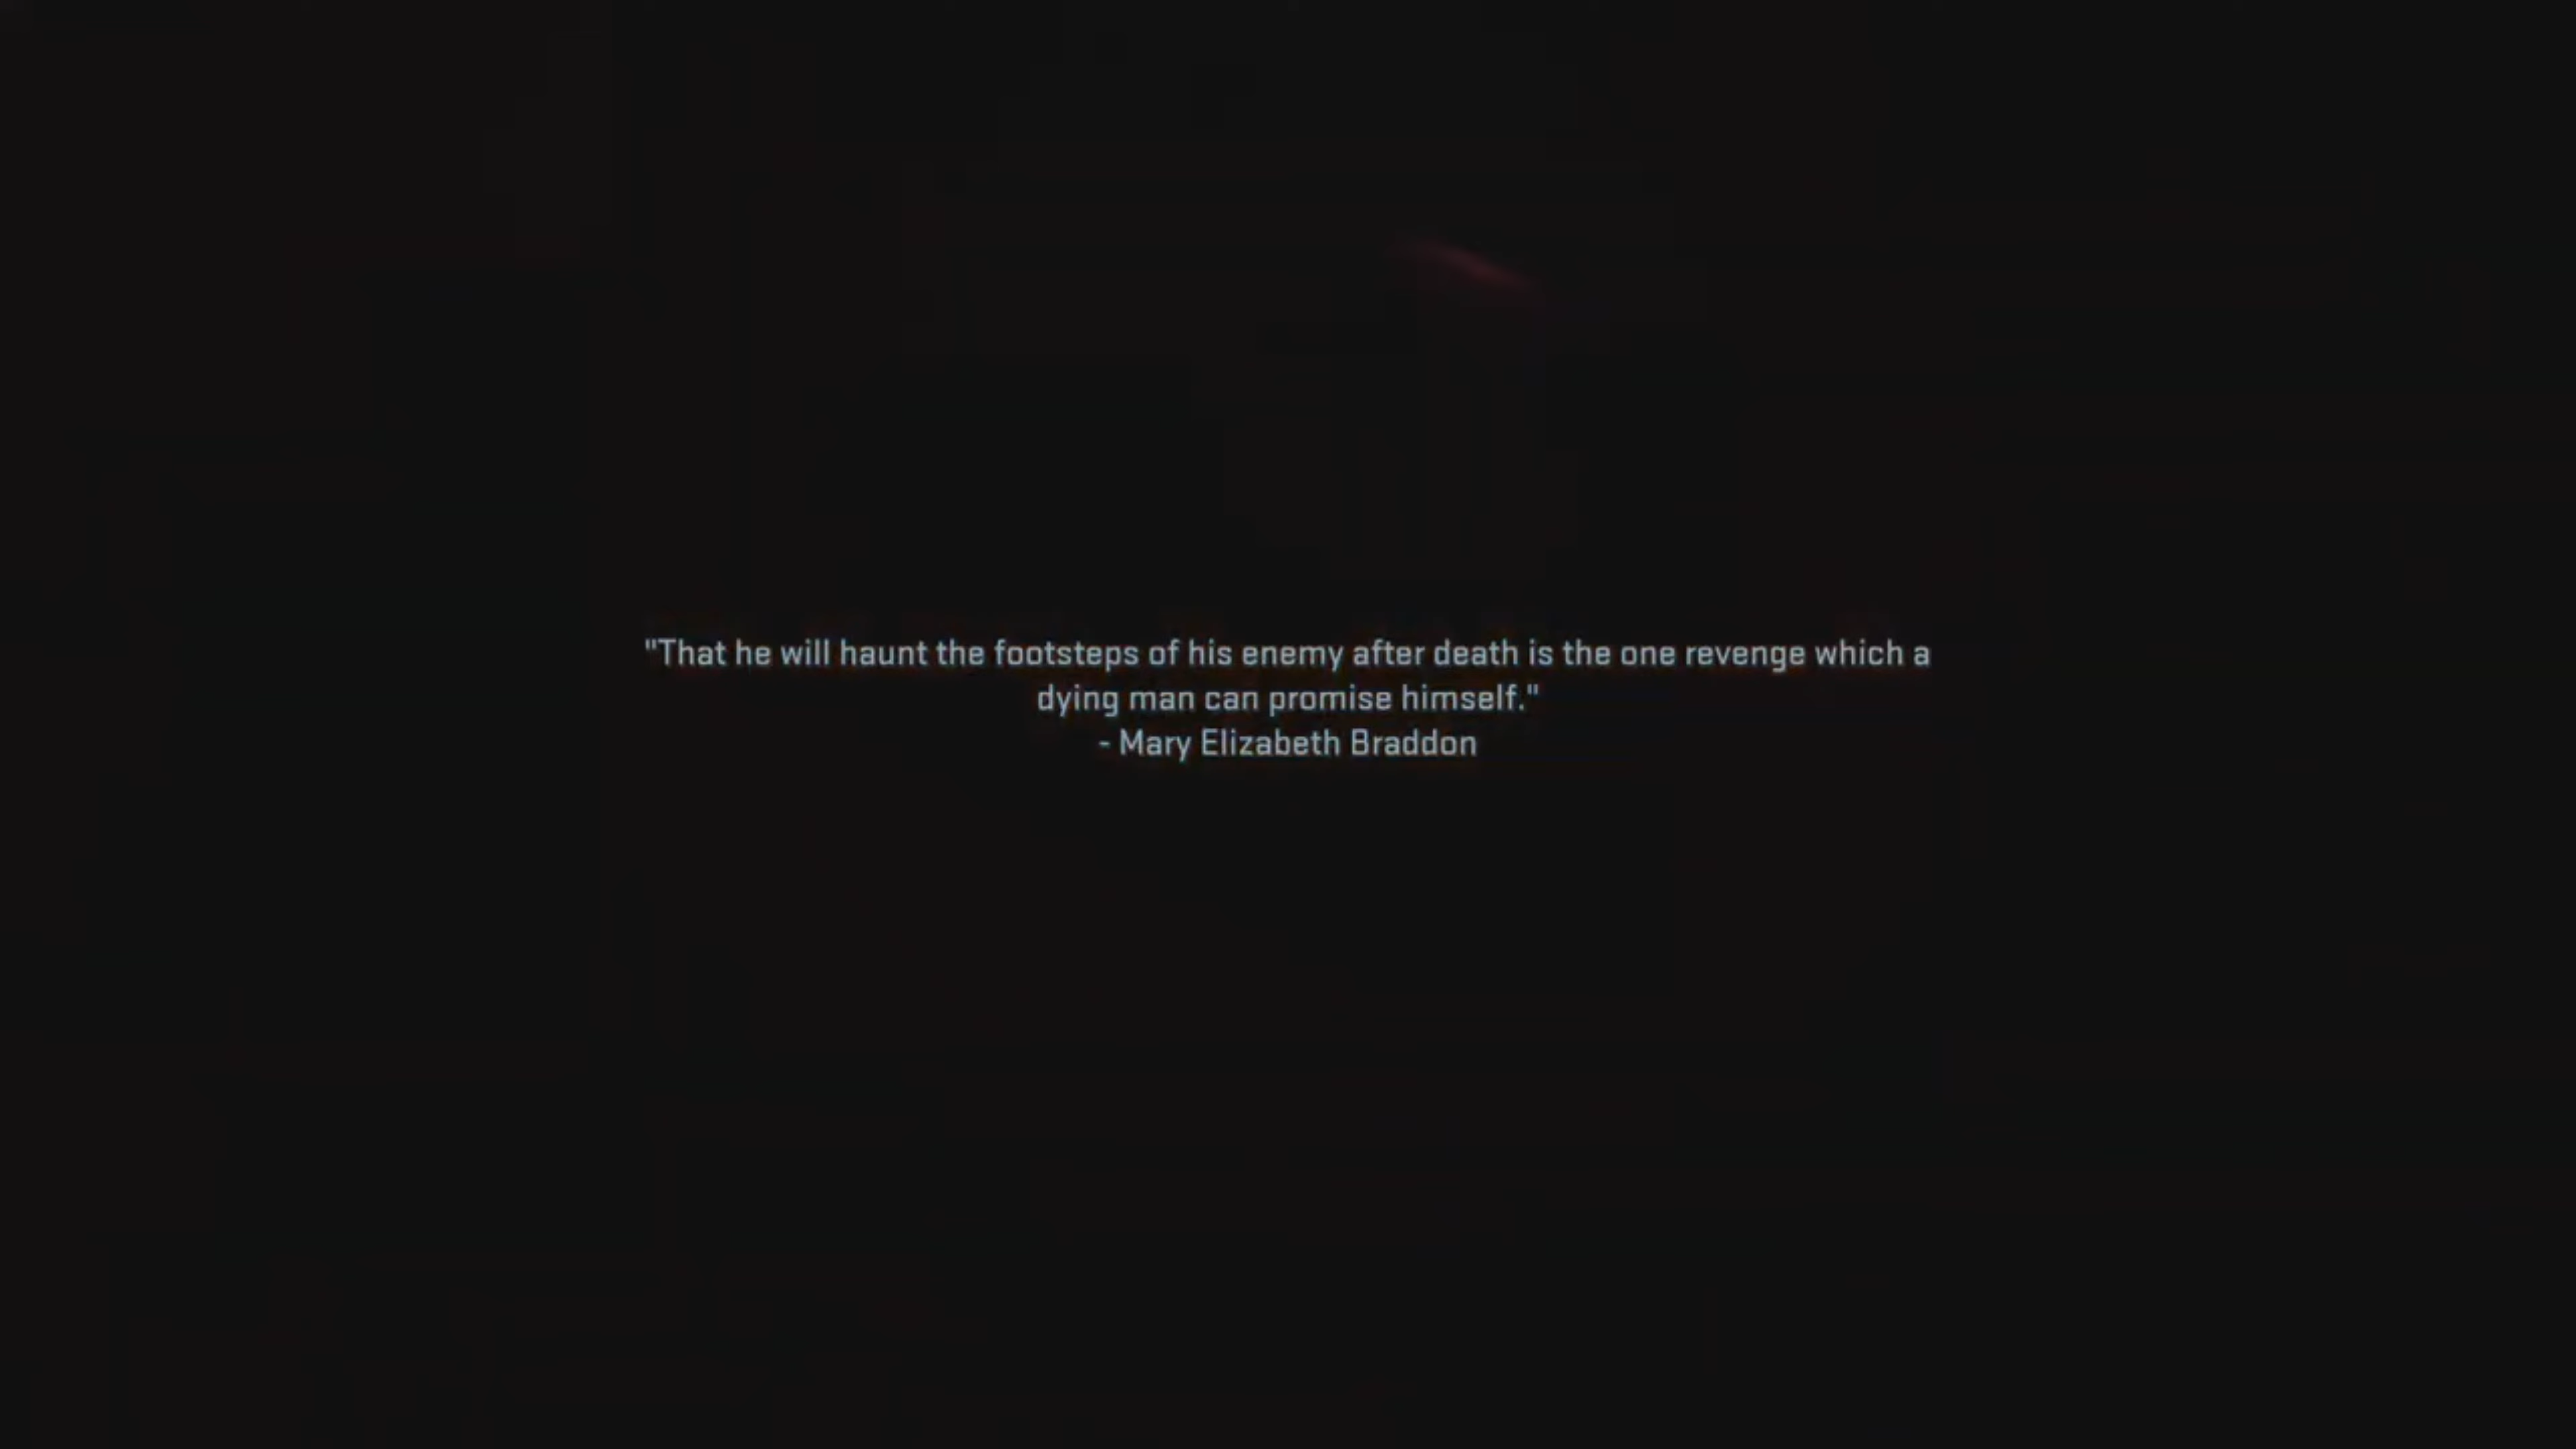 "That he will haunt the footsteps of his enemy after death is the one revenge which a
dying man can promise himself."
- Mary Elizabeth Braddon